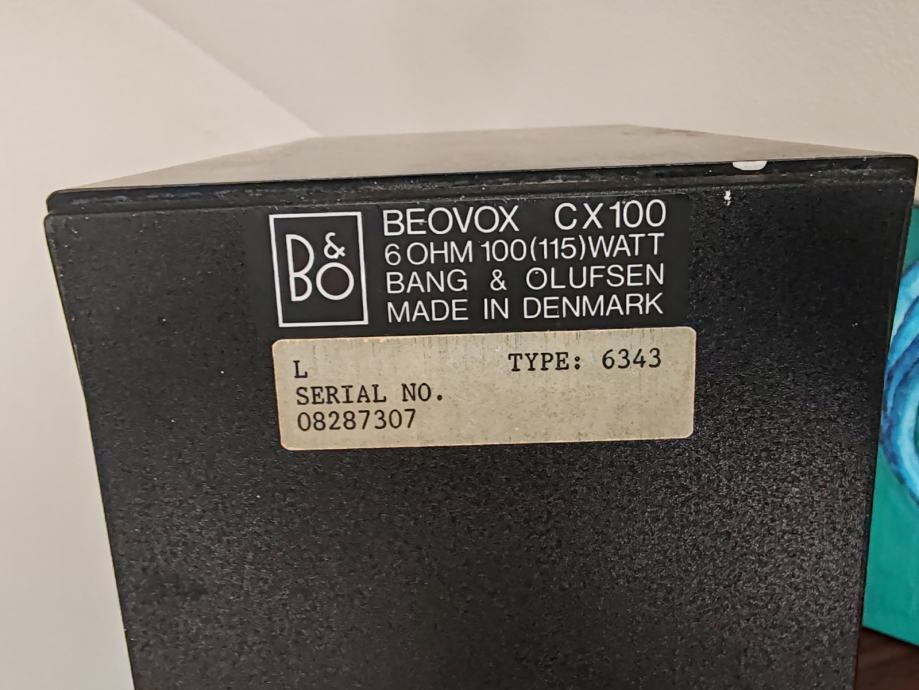 B&O
BEOVOX CX100
6 OHM 100(115)WATT
BANG & OLUFSEN
MADE IN DENMARK
L TYPE: 6343
SERIAL NO.
08287307